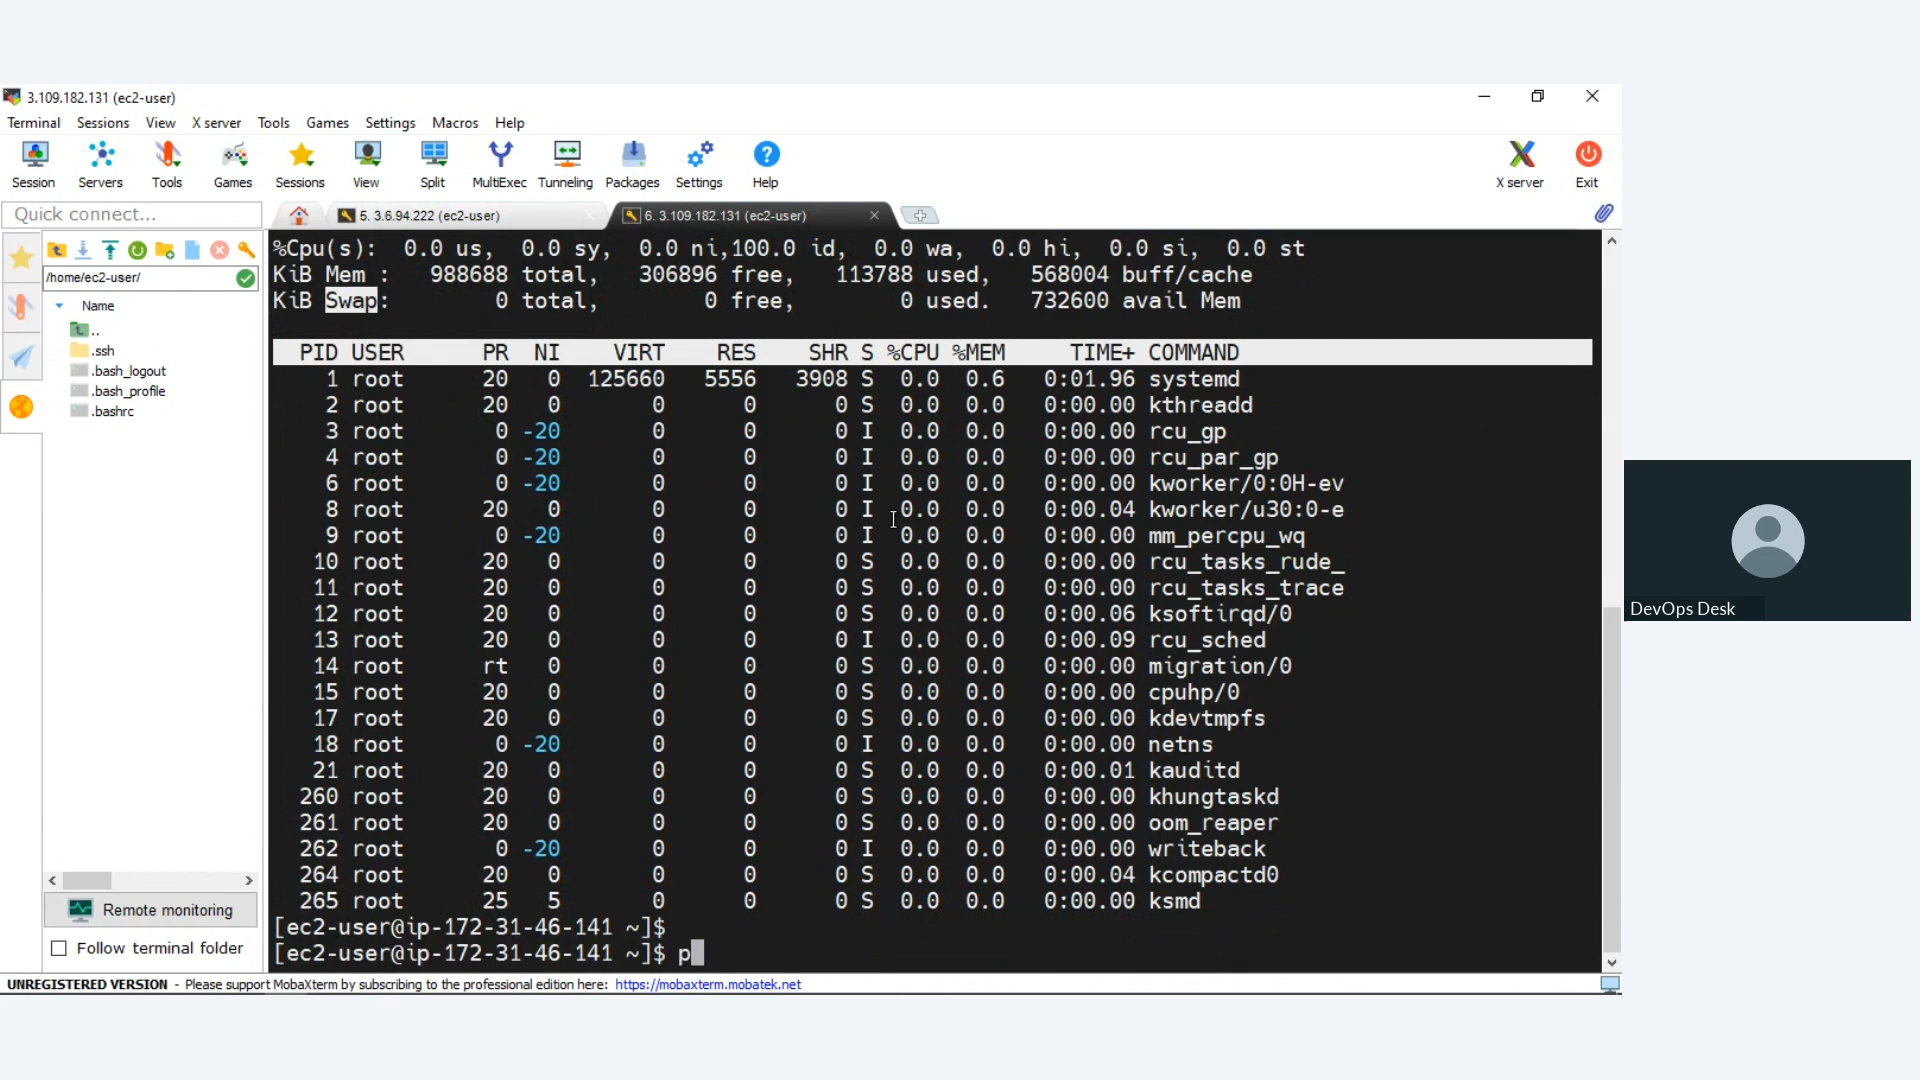 3.109.182.131 (ec2-user)
Terminal Sessions View X server Tools Games Settings Macros Help
Session Servers Tools Games Sessions View Split MultiExec Tunneling Packages Settings Help X server Exit
Quick connect...
5. 3.6.94.222 (ec2-user)
6. 3.109.182.131 (ec2-user)
/home/ec2-user/
Name
..
.ssh
.bash_logout
.bash_profile
.bashrc
Remote monitoring
Follow terminal folder
%Cpu(s):  0.0 us,  0.0 sy,  0.0 ni,100.0 id,  0.0 wa,  0.0 hi,  0.0 si,  0.0 st
KiB Mem :   988688 total,   306896 free,   113788 used,   568004 buff/cache
KiB Swap:        0 total,        0 free,        0 used.   732600 avail Mem
PID USER      PR  NI    VIRT    RES    SHR S %CPU %MEM     TIME+ COMMAND
1 root      20   0  125660   5556   3908 S  0.0  0.6   0:01.96 systemd
2 root      20   0       0      0      0 S  0.0  0.0   0:00.00 kthreadd
3 root       0 -20       0      0      0 I  0.0  0.0   0:00.00 rcu_gp
4 root       0 -20       0      0      0 I  0.0  0.0   0:00.00 rcu_par_gp
6 root       0 -20       0      0      0 I  0.0  0.0   0:00.00 kworker/0:0H-ev
8 root      20   0       0      0      0 I  0.0  0.0   0:00.04 kworker/u30:0-e
9 root       0 -20       0      0      0 I  0.0  0.0   0:00.00 mm_percpu_wq
10 root      20   0       0      0      0 S  0.0  0.0   0:00.00 rcu_tasks_rude_
11 root      20   0       0      0      0 S  0.0  0.0   0:00.00 rcu_tasks_trace
12 root      20   0       0      0      0 S  0.0  0.0   0:00.06 ksoftirqd/0
13 root      20   0       0      0      0 I  0.0  0.0   0:00.09 rcu_sched
14 root      rt   0       0      0      0 S  0.0  0.0   0:00.00 migration/0
15 root      20   0       0      0      0 S  0.0  0.0   0:00.00 cpuhp/0
17 root      20   0       0      0      0 S  0.0  0.0   0:00.00 kdevtmpfs
18 root       0 -20       0      0      0 I  0.0  0.0   0:00.00 netns
21 root      20   0       0      0      0 S  0.0  0.0   0:00.01 kauditd
260 root      20   0       0      0      0 S  0.0  0.0   0:00.00 khungtaskd
261 root      20   0       0      0      0 S  0.0  0.0   0:00.00 oom_reaper
262 root       0 -20       0      0      0 I  0.0  0.0   0:00.00 writeback
264 root      20   0       0      0      0 S  0.0  0.0   0:00.04 kcompactd0
265 root      25   5       0      0      0 S  0.0  0.0   0:00.00 ksmd
[ec2-user@ip-172-31-46-141 ~]$
[ec2-user@ip-172-31-46-141 ~]$ p
DevOps Desk
UNREGISTERED VERSION - Please support MobaXterm by subscribing to the professional edition here: https://mobaxterm.mobatek.net